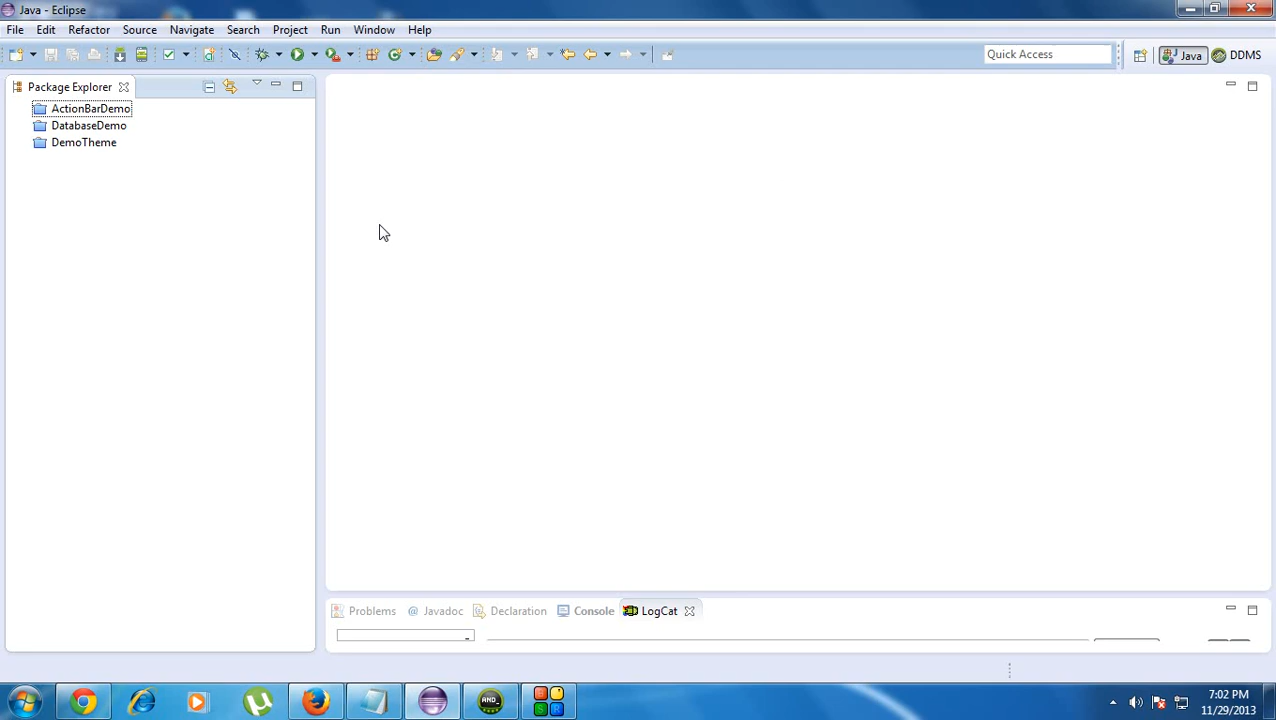 Java - Eclipse
File Edit Refactor Source Navigate Search Project Run Window Help
Quick Access
Java
DDMS
Package Explorer
ActionBarDemo
DatabaseDemo
DemoTheme
Problems @ Javadoc Declaration Console LogCat
AND_
S R
7:02 PM
11/29/2013